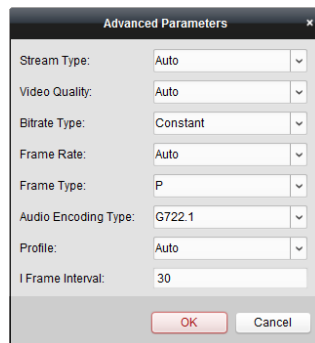 Advanced Parameters ×
Stream Type: Auto
Video Quality: Auto
Bitrate Type: Constant
Frame Rate: Auto
Frame Type: P
Audio Encoding Type: G722.1
Profile: Auto
I Frame Interval: 30
OK Cancel